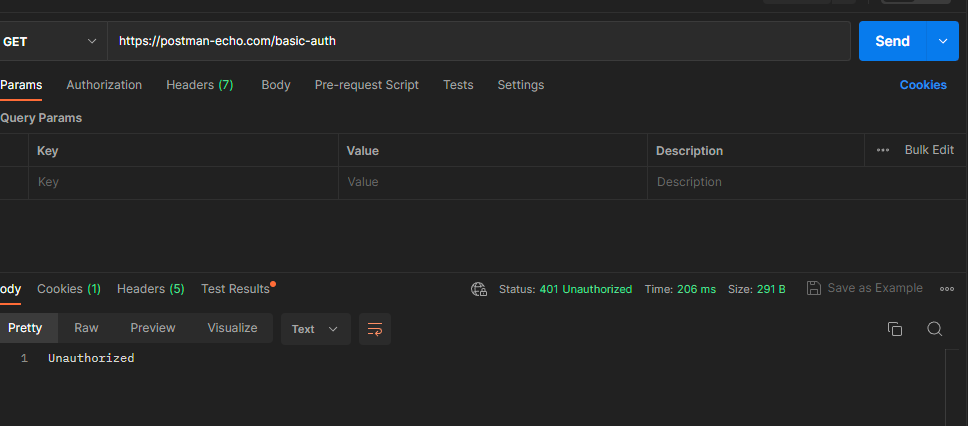 GET https://postman-echo.com/basic-auth Send
Params Authorization Headers (7) Body Pre-request Script Tests Settings Cookies
Query Params
Key Value Description ••• Bulk Edit
Key Value Description
ody Cookies (1) Headers (5) Test Results Status: 401 Unauthorized Time: 206 ms Size: 291 B Save as Example
Pretty Raw Preview Visualize Text
1 Unauthorized